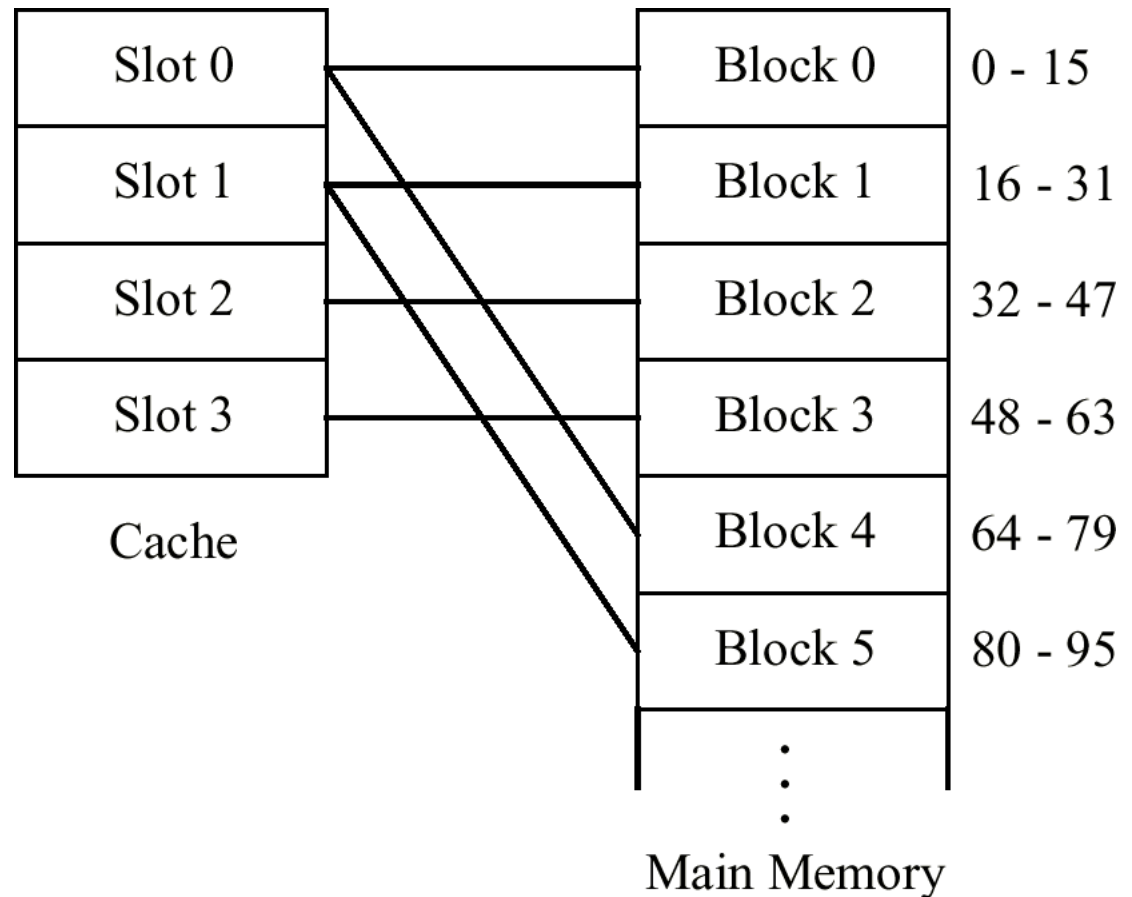 Slot 0
Block 0
0 - 15
Slot 1
Block 1
16 - 31
Slot 2
Block 2
32 - 47
Slot 3
Block 3
48 - 63
Cache
Block 4
64 - 79
Block 5
80 - 95
Main Memory